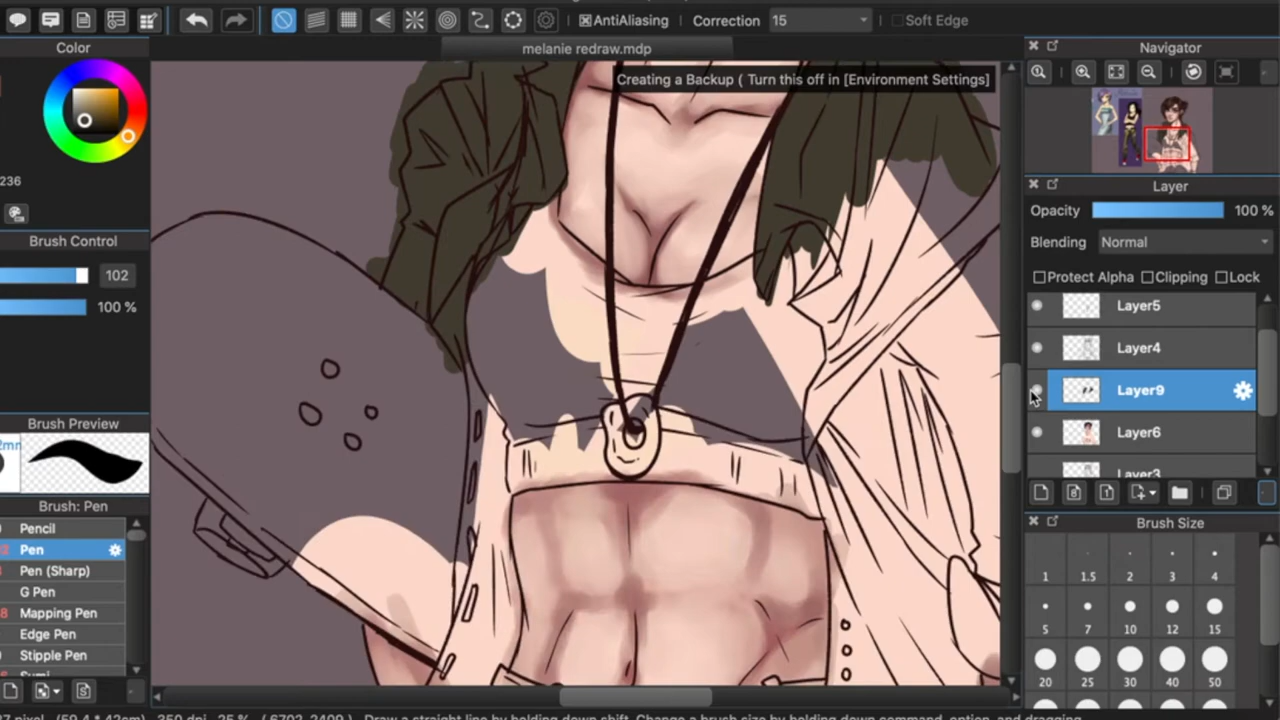 AntiAliasing
Correction
15
Soft Edge
melanie redraw.mdp
Creating a Backup ( Turn this off in [Environment Settings]
Color
236
Brush Control
102
100 %
Brush Preview
Brush: Pen
Pencil
Pen
Pen (Sharp)
G Pen
Mapping Pen
Edge Pen
Stipple Pen
Navigator
Layer
Opacity
100 %
Blending
Normal
Protect Alpha
Clipping
Lock
Layer5
Layer4
Layer9
Layer6
Layer3
Brush Size
1 1.5 2 3 4
5 7 10 12 15
20 25 30 40 50
350 dpi 25 % ( 6702, 2409 ) Draw a straight line by holding down shift, Change a brush size by holding down command, option, and dragging